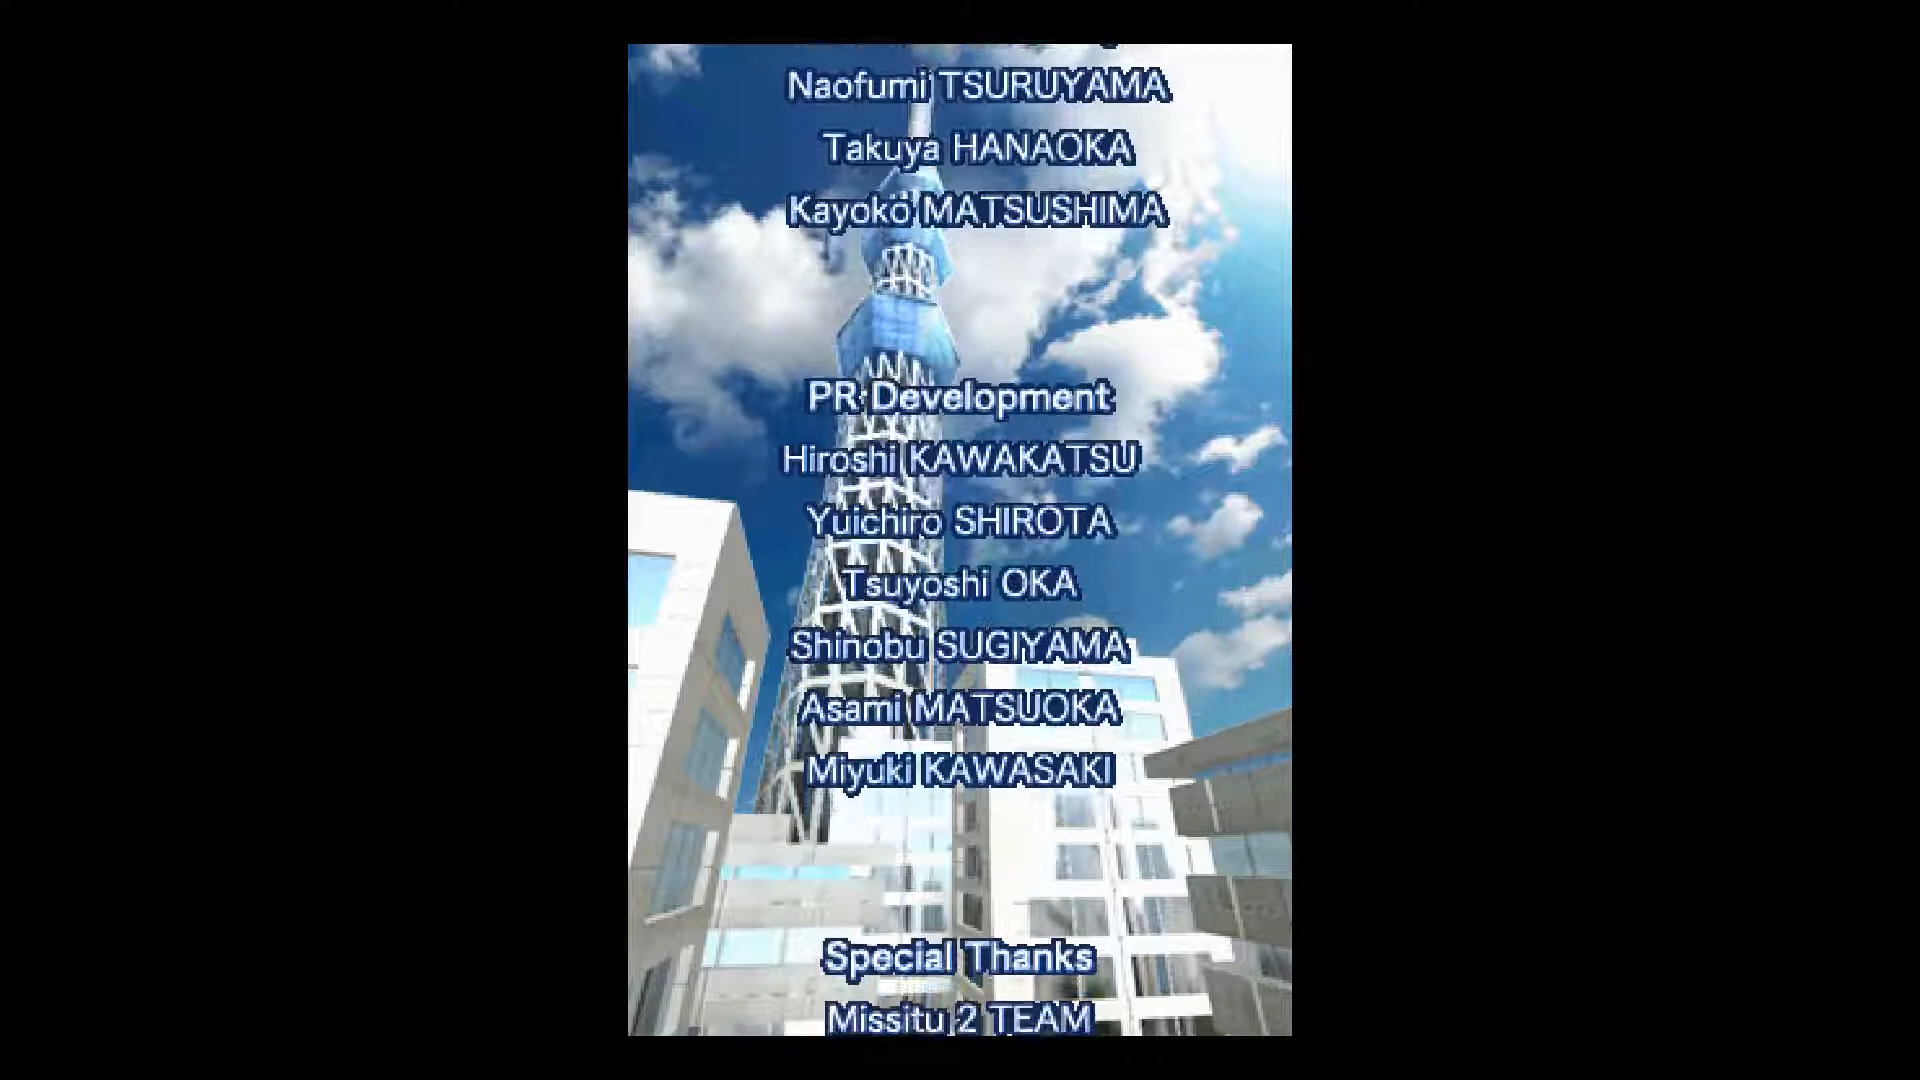 Naofumi TSURUYAMA
Takuya HANAOKA
Kayoko MATSUSHIMA
PR Development
Hiroshi KAWAKATSU
Yuichiro SHIROTA
Tsuyoshi OKA
Shinobu SUGIYAMA
Asami MATSUOKA
Miyuki KAWASAKI
Special Thanks
Missitu 2 TEAM